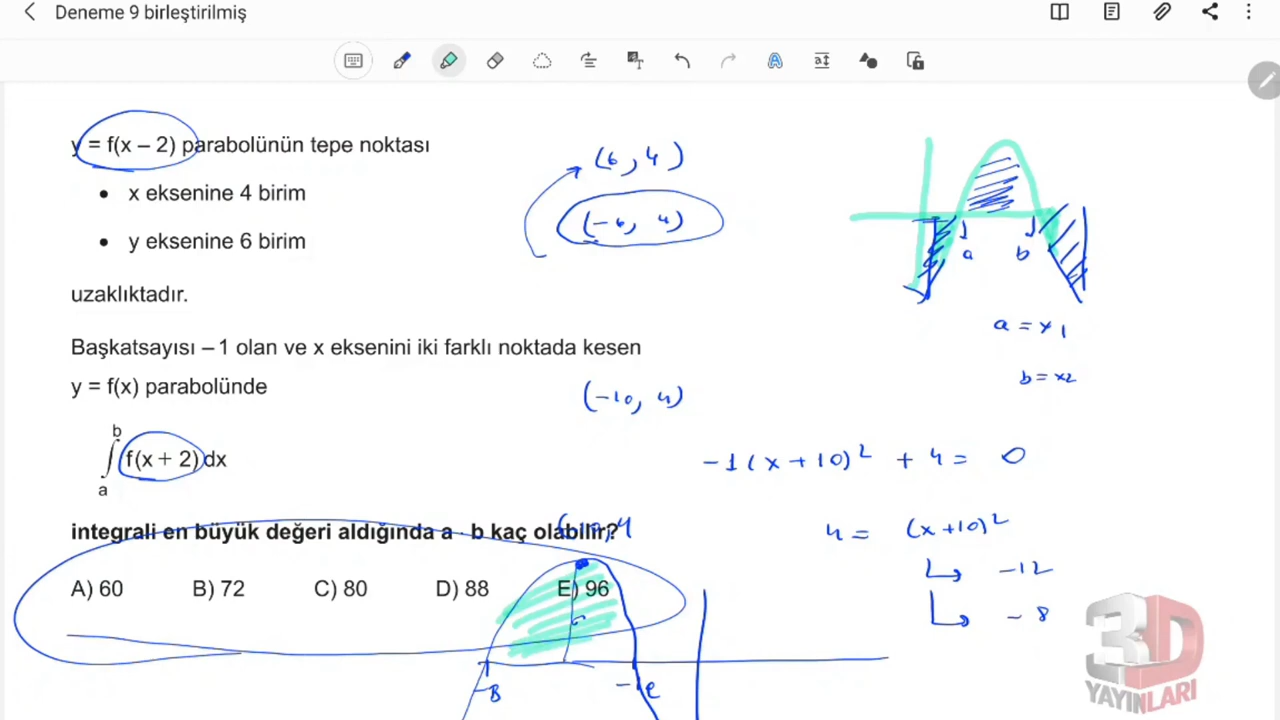 Deneme 9 birleştirilmiş
y = f(x – 2) parabolünün tepe noktası
• x eksenine 4 birim
• y eksenine 6 birim
uzaklıktadır.
Başkatsayısı – 1 olan ve x eksenini iki farklı noktada kesen
y = f(x) parabolünde
b
∫ f(x + 2) dx
a
integrali en büyük değeri aldığında a · b kaç olabilir?
A) 60 B) 72 C) 80 D) 88 E) 96
(6, 4)
(-6, 4)
(-10, 4)
a b
a = x1
b = x2
-1(x+10)² + 4 = 0
4 = (x+10)²
-12
-8
3D
YAYINLARI